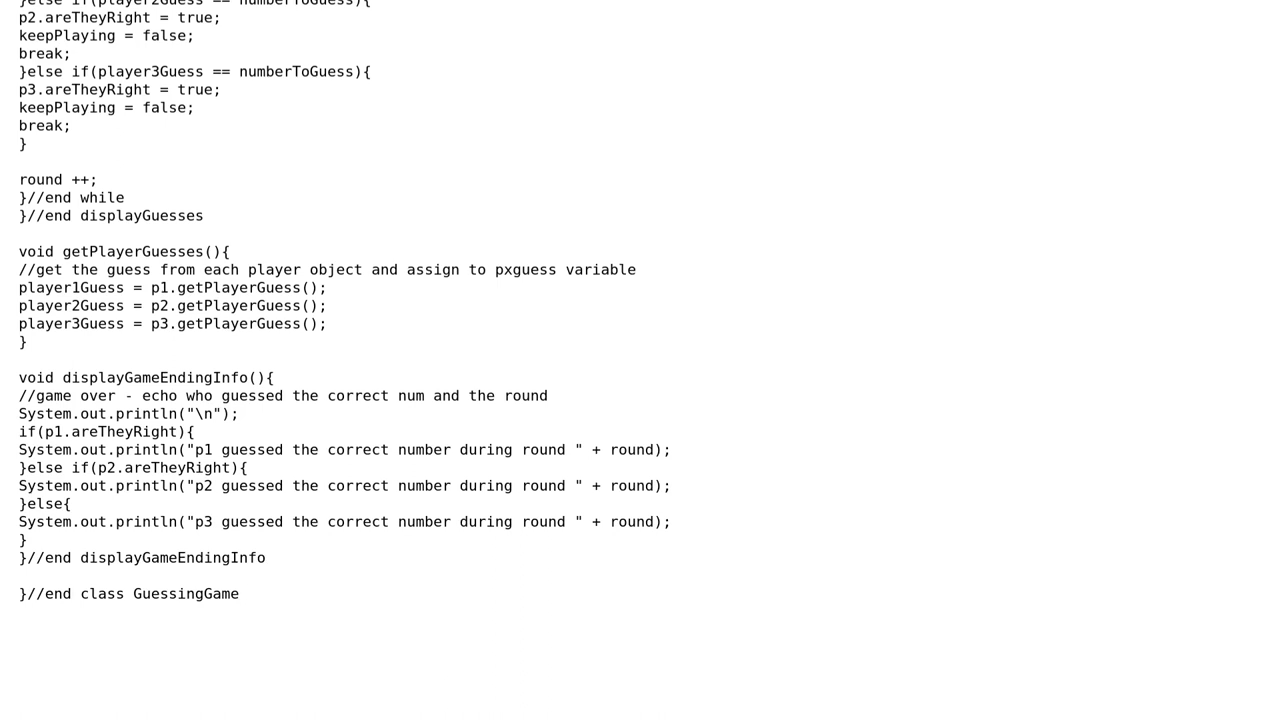 }else if(player2Guess == numberToGuess){
p2.areTheyRight = true;
keepPlaying = false;
break;
}else if(player3Guess == numberToGuess){
p3.areTheyRight = true;
keepPlaying = false;
break;
}

round ++;
}//end while
}//end displayGuesses

void getPlayerGuesses(){
//get the guess from each player object and assign to pxguess variable
player1Guess = p1.getPlayerGuess();
player2Guess = p2.getPlayerGuess();
player3Guess = p3.getPlayerGuess();
}

void displayGameEndingInfo(){
//game over - echo who guessed the correct num and the round
System.out.println("\n");
if(p1.areTheyRight){
System.out.println("p1 guessed the correct number during round " + round);
}else if(p2.areTheyRight){
System.out.println("p2 guessed the correct number during round " + round);
}else{
System.out.println("p3 guessed the correct number during round " + round);
}
}//end displayGameEndingInfo

}//end class GuessingGame